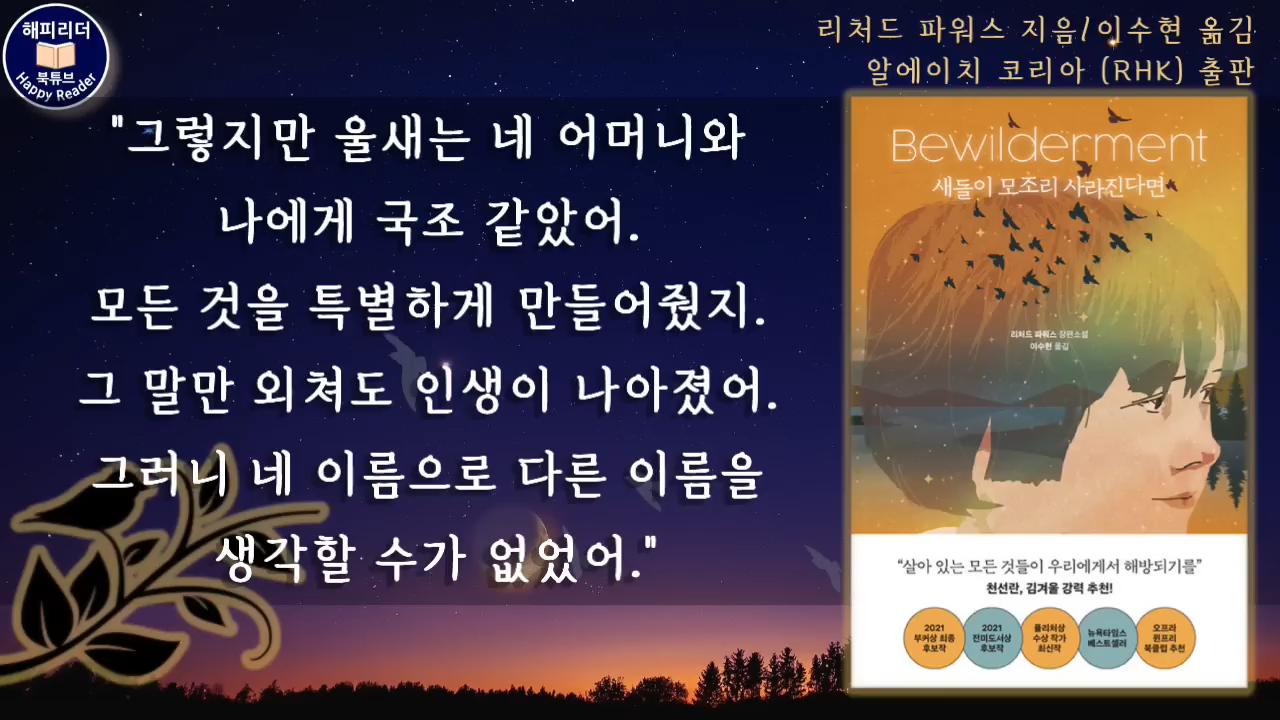 해피리더
북튜브
Happy Reader
리처드 파워스 지음/이수현 옮김
알에이치 코리아 (RHK) 출판
"그렇지만 울새는 네 어머니와
나에게 국조 같았어.
모든 것을 특별하게 만들어줬지.
그 말만 외쳐도 인생이 나아졌어.
그러니 네 이름으로 다른 이름을
생각할 수가 없었어."
Bewilderment
새들이 모조리 사라진다면
리처드 파워스 장편소설
이수현 옮김
“살아 있는 모든 것들이 우리에게서 해방되기를”
천선란, 김겨울 강력 추천!
2021
부커상 최종
후보작
2021
전미도서상
후보작
퓰리처상
수상 작가
최신작
뉴욕타임스
베스트셀러
오프라
윈프리
북클럽 추천